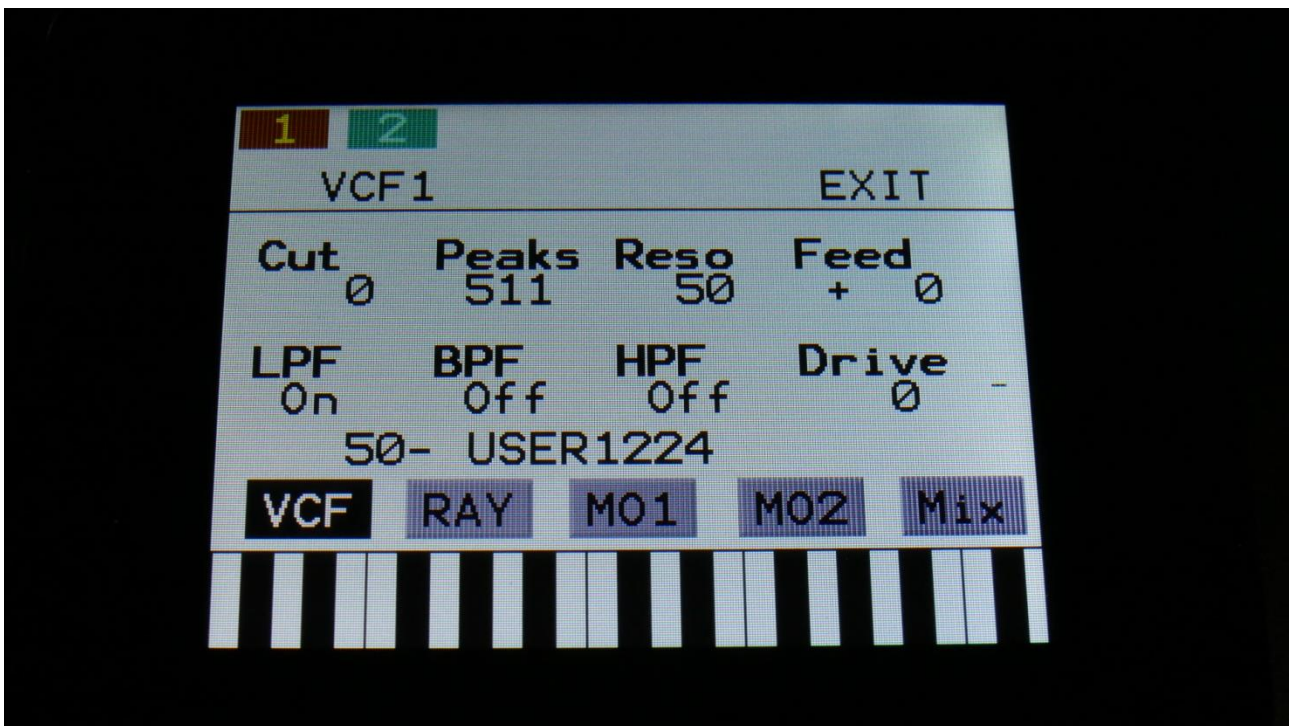 1 2
VCF1 EXIT
Cut Peaks Reso Feed
0 511 50 + 0
LPF BPF HPF Drive
On Off Off 0 -
50- USER1224
VCF RAY MO1 MO2 Mix